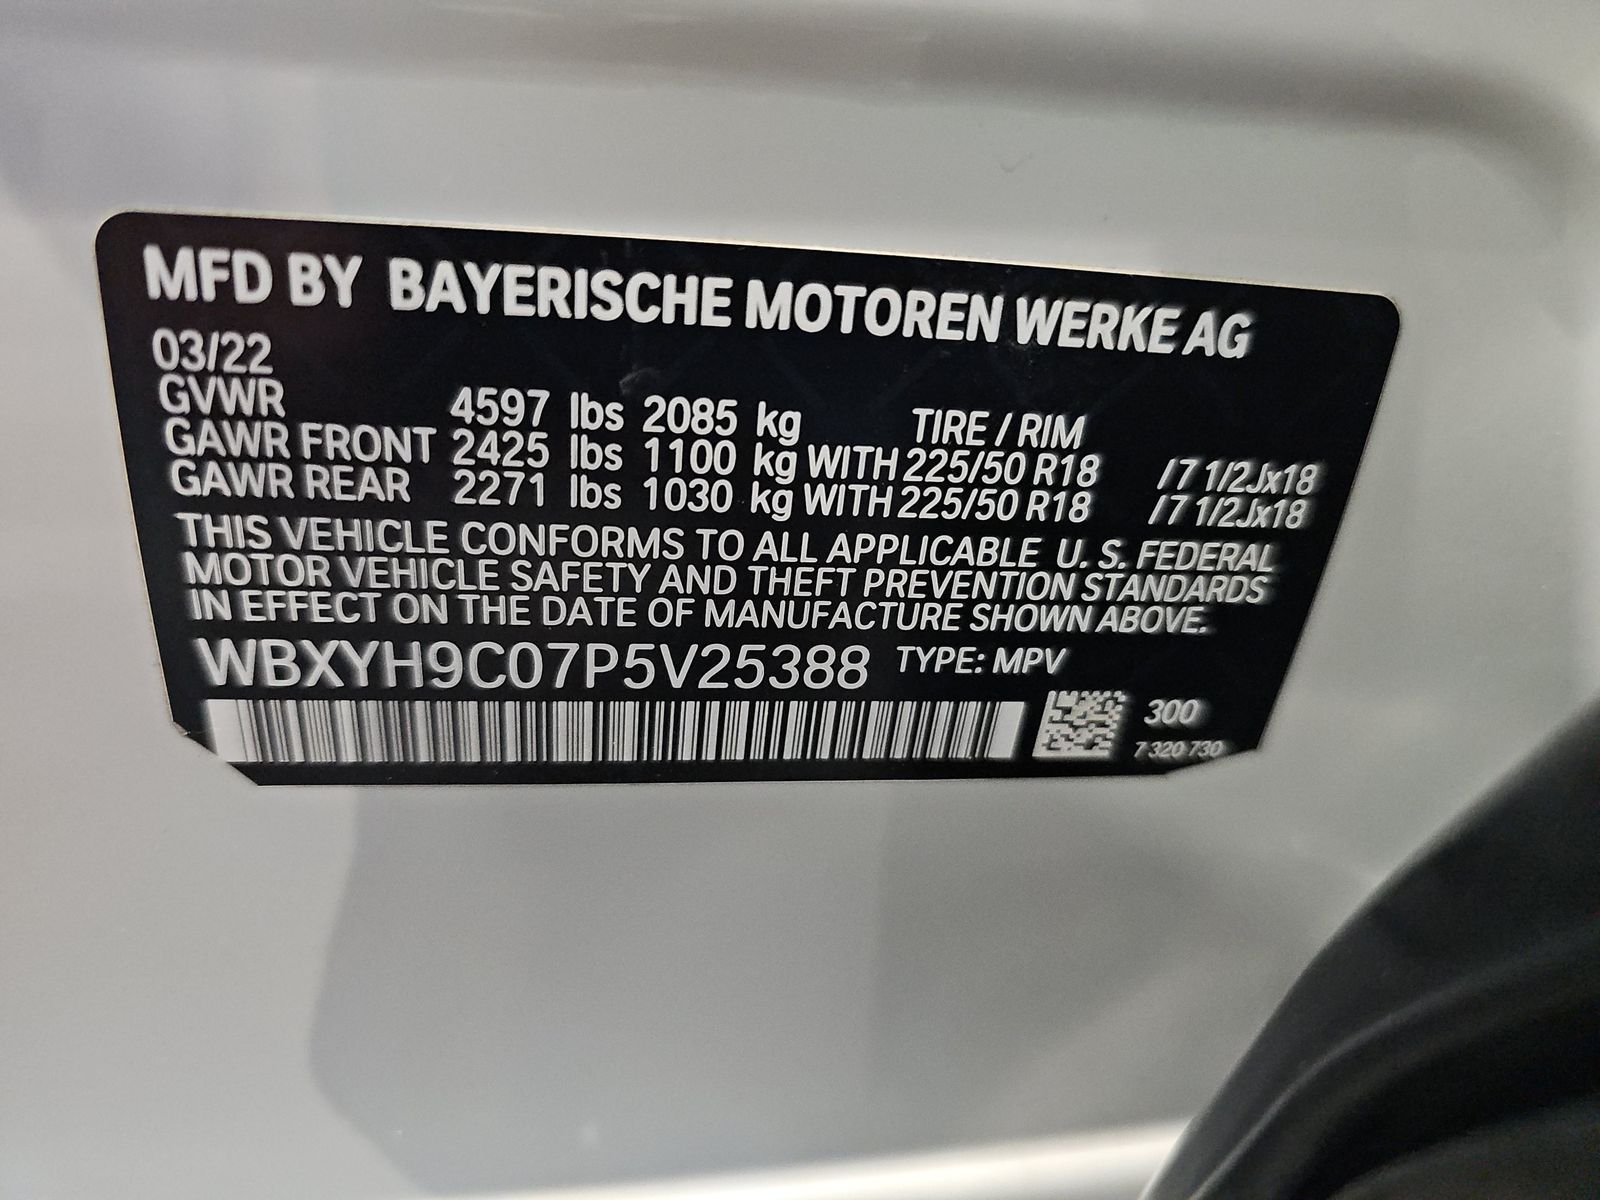 MFD BY BAYERISCHE MOTOREN WERKE AG
03/22
GVWR 4597 lbs 2085 kg TIRE / RIM
GAWR FRONT 2425 lbs 1100 kg WITH 225/50 R18 / 7 1/2Jx18
GAWR REAR 2271 lbs 1030 kg WITH 225/50 R18 / 7 1/2Jx18
THIS VEHICLE CONFORMS TO ALL APPLICABLE U. S. FEDERAL
MOTOR VEHICLE SAFETY AND THEFT PREVENTION STANDARDS
IN EFFECT ON THE DATE OF MANUFACTURE SHOWN ABOVE.
WBXYH9C07P5V25388 TYPE: MPV
300
7 320 730